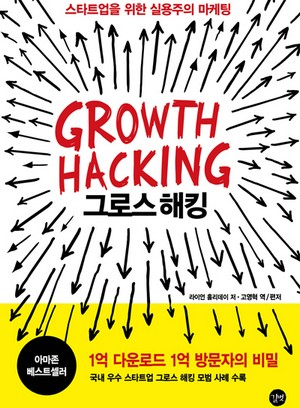 스타트업을 위한 실용주의 마케팅
GROWTH
HACKING
그로스 해킹
라이언 홀리데이 저 · 고영혁 역/편저
아마존
베스트셀러
1억 다운로드 1억 방문자의 비밀
국내 우수 스타트업 그로스 해킹 모범 사례 수록
길벗